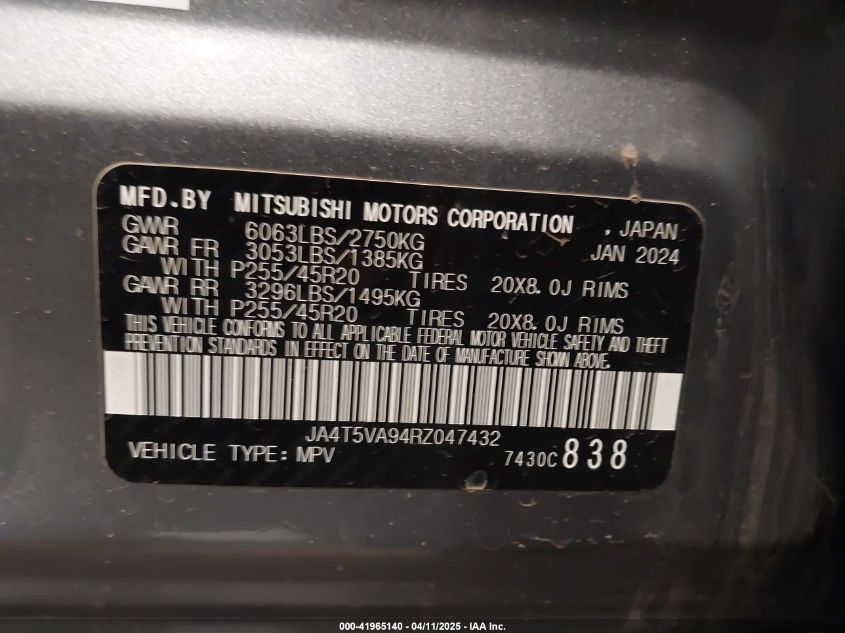 MFD.BY MITSUBISHI MOTORS CORPORATION , JAPAN
GVWR 6063LBS/2750KG JAN 2024
GAWR FR 3053LBS/1385KG
WITH P255/45R20 TIRES 20X8.0J RIMS
GAWR RR 3296LBS/1495KG
WITH P255/45R20 TIRES 20X8.0J RIMS
THIS VEHICLE CONFORMS TO ALL APPLICABLE FEDERAL MOTOR VEHICLE SAFETY AND THEFT
PREVENTION STANDARDS IN EFFECT ON THE DATE OF MANUFACTURE SHOWN ABOVE.
JA4T5VA94RZ047432
VEHICLE TYPE: MPV 7430C 838
000-41965140 - 04/11/2025 - IAA Inc.